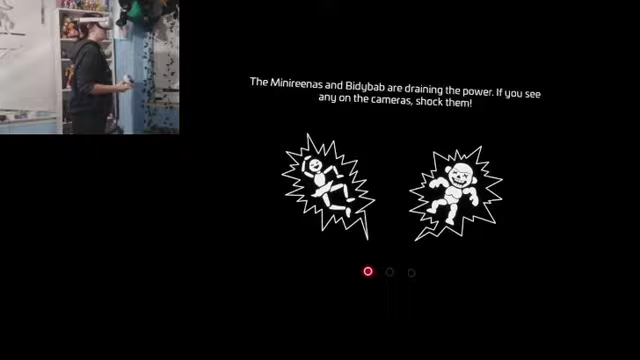 The Minireenas and Bidybab are draining the power. If you see
any on the cameras, shock them!